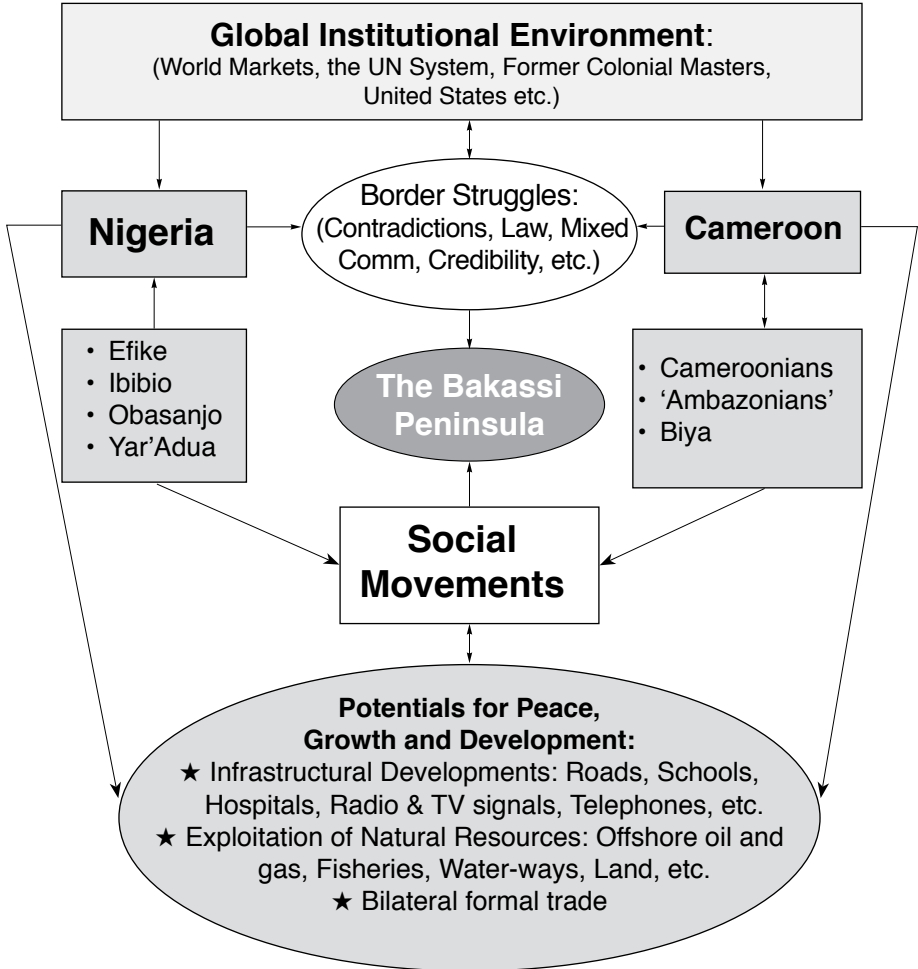 Global Institutional Environment:
(World Markets, the UN System, Former Colonial Masters,
United States etc.)
Nigeria
Border Struggles:
(Contradictions, Law, Mixed
Comm, Credibility, etc.)
Cameroon
• Efike
• Ibibio
• Obasanjo
• Yar’Adua
The Bakassi
Peninsula
• Cameroonians
• ‘Ambazonians’
• Biya
Social
Movements
Potentials for Peace,
Growth and Development:
★ Infrastructural Developments: Roads, Schools,
Hospitals, Radio & TV signals, Telephones, etc.
★ Exploitation of Natural Resources: Offshore oil and
gas, Fisheries, Water-ways, Land, etc.
★ Bilateral formal trade